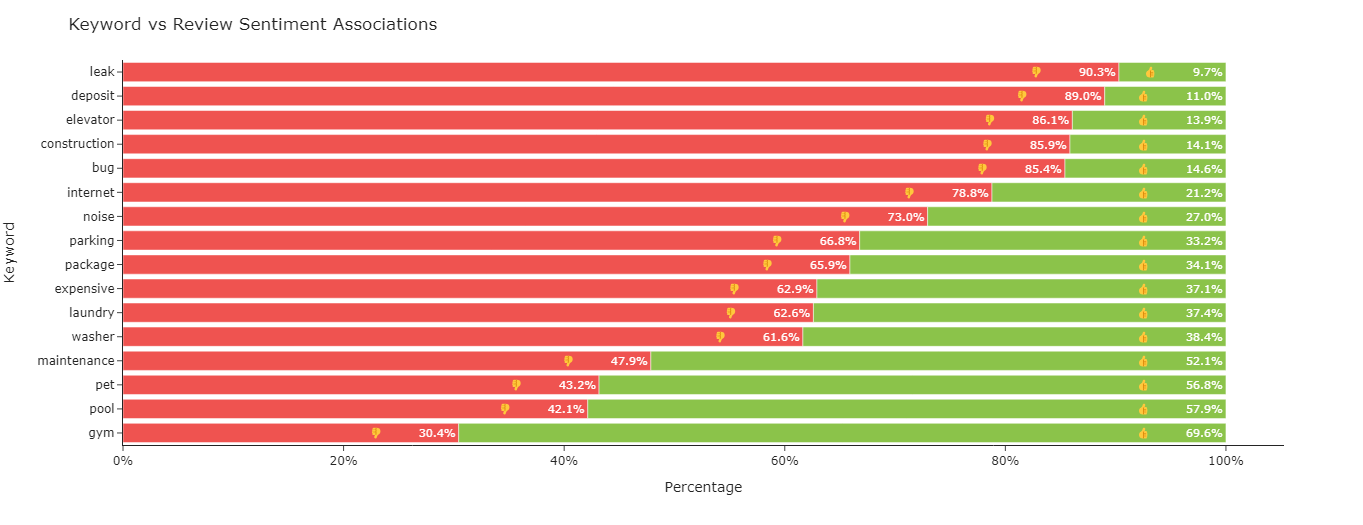 Keyword vs Review Sentiment Associations
Keyword
leak 👎 90.3% 👍 9.7%
deposit 👎 89.0% 👍 11.0%
elevator 👎 86.1% 👍 13.9%
construction 👎 85.9% 👍 14.1%
bug 👎 85.4% 👍 14.6%
internet 👎 78.8% 👍 21.2%
noise 👎 73.0% 👍 27.0%
parking 👎 66.8% 👍 33.2%
package 👎 65.9% 👍 34.1%
expensive 👎 62.9% 👍 37.1%
laundry 👎 62.6% 👍 37.4%
washer 👎 61.6% 👍 38.4%
maintenance 👎 47.9% 👍 52.1%
pet 👎 43.2% 👍 56.8%
pool 👎 42.1% 👍 57.9%
gym 👎 30.4% 👍 69.6%
0% 20% 40% 60% 80% 100%
Percentage